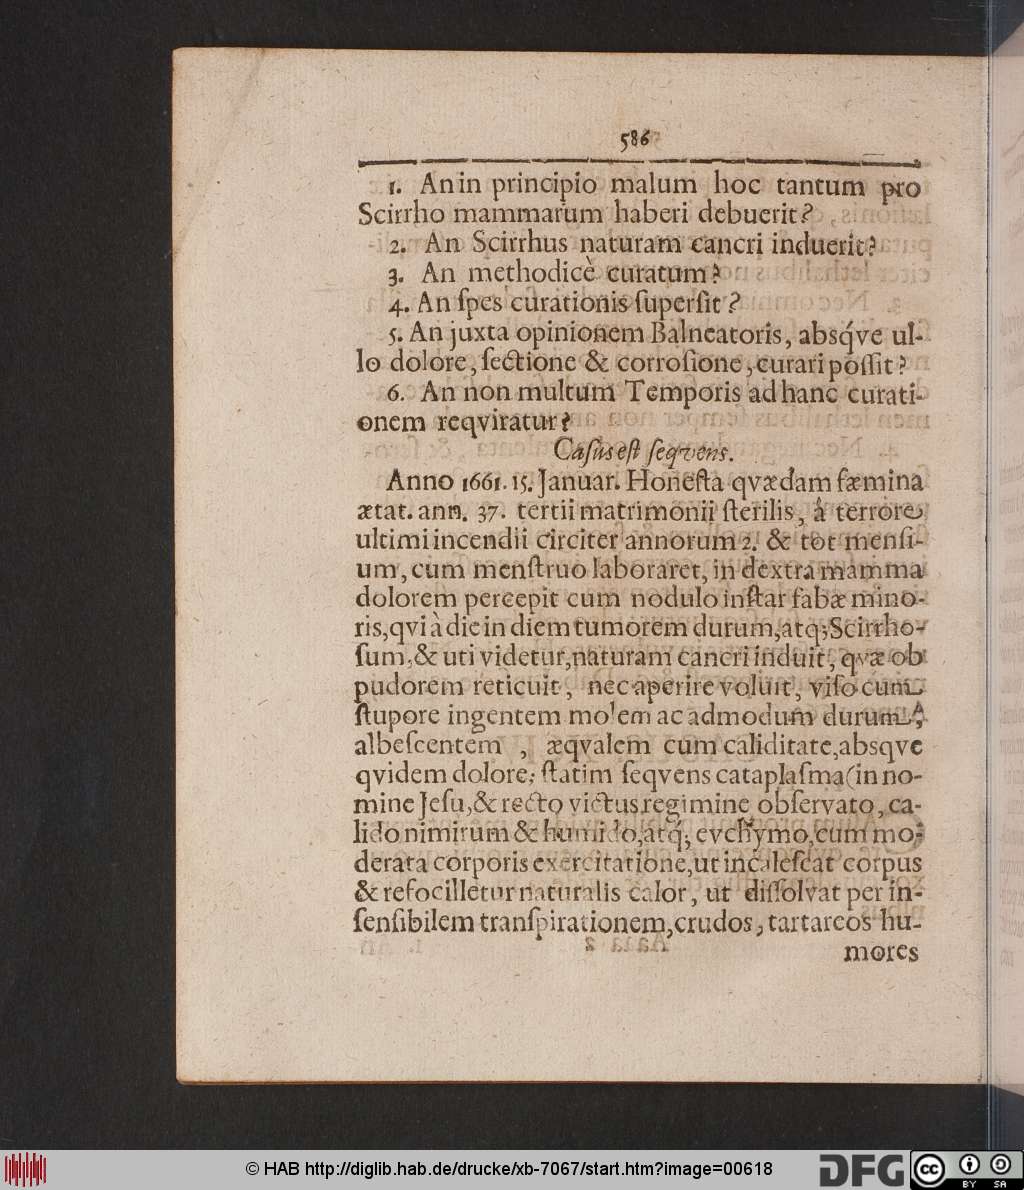 586
1. An in principio malum hoc tantum pro
Scirrho mammarum haberi debuerit?
2. An Scirrhus naturam cancri induerit?
3. An methodicè curatum?
4. An ſpes curationis ſuperſit?
5. An juxta opinionem Balneatoris, absq́ve ul-
lo dolore, ſectione & corroſione, curari poſſit?
6. An non multum Temporis ad hanc curati-
onem reqviratur?
Caſus eſt ſeqvens.
Anno 1661. 15. Januar. Honeſta qvædam fæmina
ætat. ann. 37. tertii matrimonii ſterilis, à terrore
ultimi incendii circiter annorum 2. & tot menſi-
um, cum menſtruo laboraret, in dextra mamma
dolorem percepit cum nodulo inſtar fabæ mino-
ris, qvi à die in diem tumorem durum, atq; Scirrho-
ſum, & uti videtur, naturam cancri induit, qvæ ob
pudorem reticuit, nec aperire voluit, viſo cum
ſtupore ingentem molem ac admodum durum,
albeſcentem, æqvalem cum caliditate, absqve
qvidem dolore; ſtatim ſeqvens cataplaſma (in no-
mine Jeſu, & recto victus regimine obſervato, ca-
lido nimirum & humido, atq́; evchymo, cum mo-
derata corporis exercitatione, ut incaleſcat corpus
& refocilletur naturalis calor, ut diſſolvat per in-
ſenſibilem tranſpirationem, crudos, tartareos hu-
mores
© HAB http://diglib.hab.de/drucke/xb-7067/start.htm?image=00618
DFG
cc
BY SA